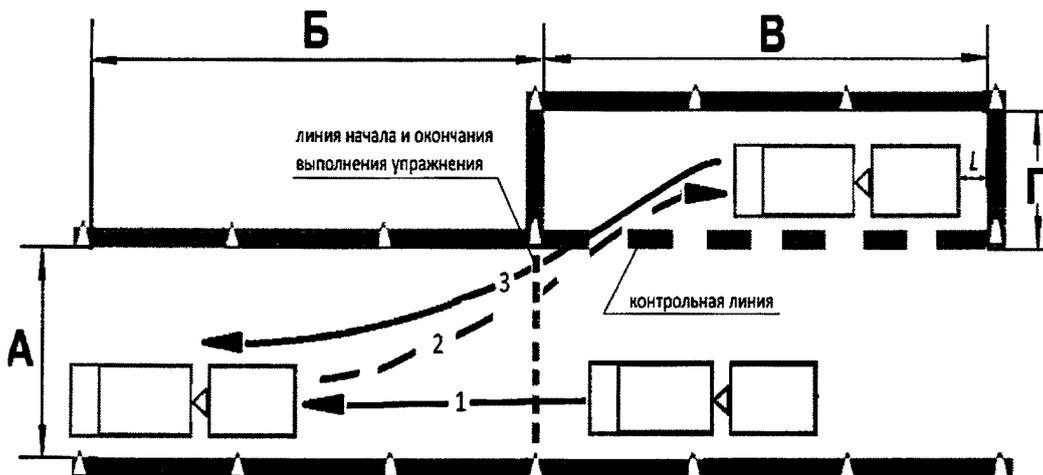 Б
В
линия начала и окончания
выполнения упражнения
L
Г
3
контрольная линия
2
А
1